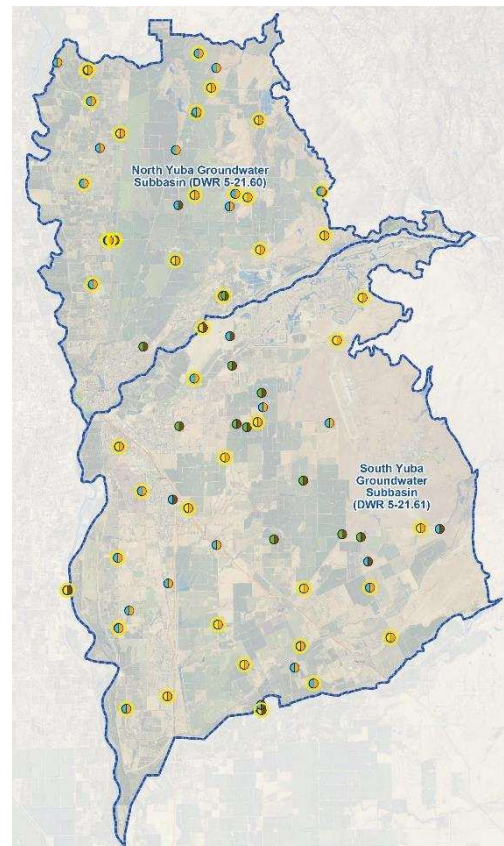 North Yuba Groundwater
Subbasin (DWR 5-21.60)
South Yuba
Groundwater
Subbasin
(DWR 5-21.61)